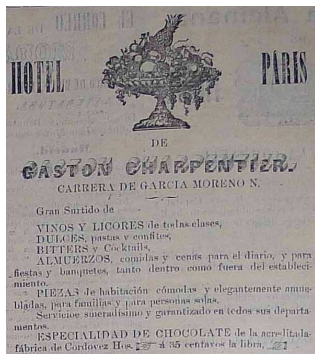 HOTEL PARIS
DE
GASTON CHARPENTIER.
CARRERA DE GARCIA MORENO N.
Gran Surtido de
VINOS Y LICORES de todas clases,
DULCES, pastas y confites,
BITTERS y Cocktails,
ALMUERZOS, comidas y cenas para el diario, y para
fiestas y banquetes, tanto dentro como fuera del estableci-
miento.
PIEZAS de habitación cómodas y elegantemente amue-
bladas, para familias y para personas solas.
Servicios smeradísimo y garantizado en todos sus departa
mentos.
ESPECIALIDAD DE CHOCOLATE de la acreditada
fábrica de Cordovez Hos. á 35 centavos la libra,